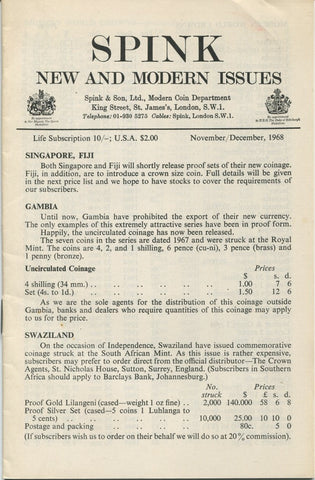 SPINK
NEW AND MODERN ISSUES
Spink & Son, Ltd., Modern Coin Department
King Street, St. James's, London, S.W.1.
Telephone: 01-930 5275 Cables: Spink, London S.W.1.
Life Subscription 10/-; U.S.A. $2.00 November/December, 1968
SINGAPORE, FIJI
Both Singapore and Fiji will shortly release proof sets of their new coinage.
Fiji, in addition, are to introduce a crown size coin. Full details will be given
in the next price list and we hope to have stocks to cover the requirements of
our subscribers.
GAMBIA
Until now, Gambia have prohibited the export of their new currency.
The only examples of this extremely attractive series have been in proof form.
Happily, the uncirculated coinage has now been released.
The seven coins in the series are dated 1967 and were struck at the Royal
Mint. The coins are 4, 2, and 1 shilling, 6 pence (cu-ni), 3 pence (brass) and
1 penny (bronze).
Uncirculated Coinage Prices
$ s. d.
4 shilling (34 mm.) .. .. .. .. .. .. 1.00 7 6
Set (4s. to 1d.) .. .. .. .. .. .. 1.50 12 6
As we are the sole agents for the distribution of this coinage outside
Gambia, banks and dealers who require quantities of this coinage may apply
to us for the price.
SWAZILAND
On the occasion of Independence, Swaziland have issued commemorative
coinage struck at the South African Mint. As this issue is rather expensive,
subscribers may prefer to order direct from the official distributor—The Crown
Agents, St. Nicholas House, Sutton, Surrey, England. (Subscribers in Southern
Africa should apply to Barclays Bank, Johannesburg.)
No. Prices
struck $ £ s. d.
Proof Gold Lilangeni (cased—weight 1 oz fine) .. 2,000 140.000 58 6 8
Proof Silver Set (cased—5 coins 1 Luhlanga to
5 cents) .. .. .. .. .. .. 10,000 25.00 10 10 0
Postage and packing .. .. .. .. 80c. 5 0
(If subscribers wish us to order on their behalf we will do so at 20% commission).